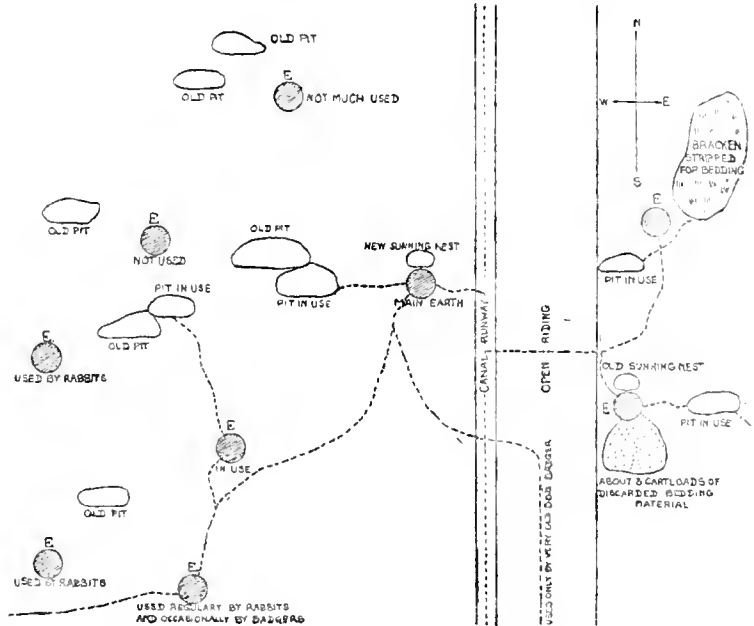 OLD PIT
OLD PIT
E
NOT MUCH USED
N
W
E
S
BRACKEN
STRIPPED
FOR BEDDING
E
OLD PIT
E
NOT USED
OLD PIT
PIT IN USE
NEW SUNNING NEST
MAIN EARTH
PIT IN USE
PIT IN USE
OLD PIT
E
USED BY RABBITS
CANAL RUNWAY
OPEN RIDING
OLD SUNNING NEST
E
PIT IN USE
E
IN USE
ABOUT 3 CARTLOADS OF
DISCARDED BEDDING
MATERIAL
OLD PIT
E
USED BY RABBITS
E
USED REGULARY BY RABBITS
AND OCCASIONALLY BY BADGERS
USED ONLY BY VERY OLD BOAR BADGER